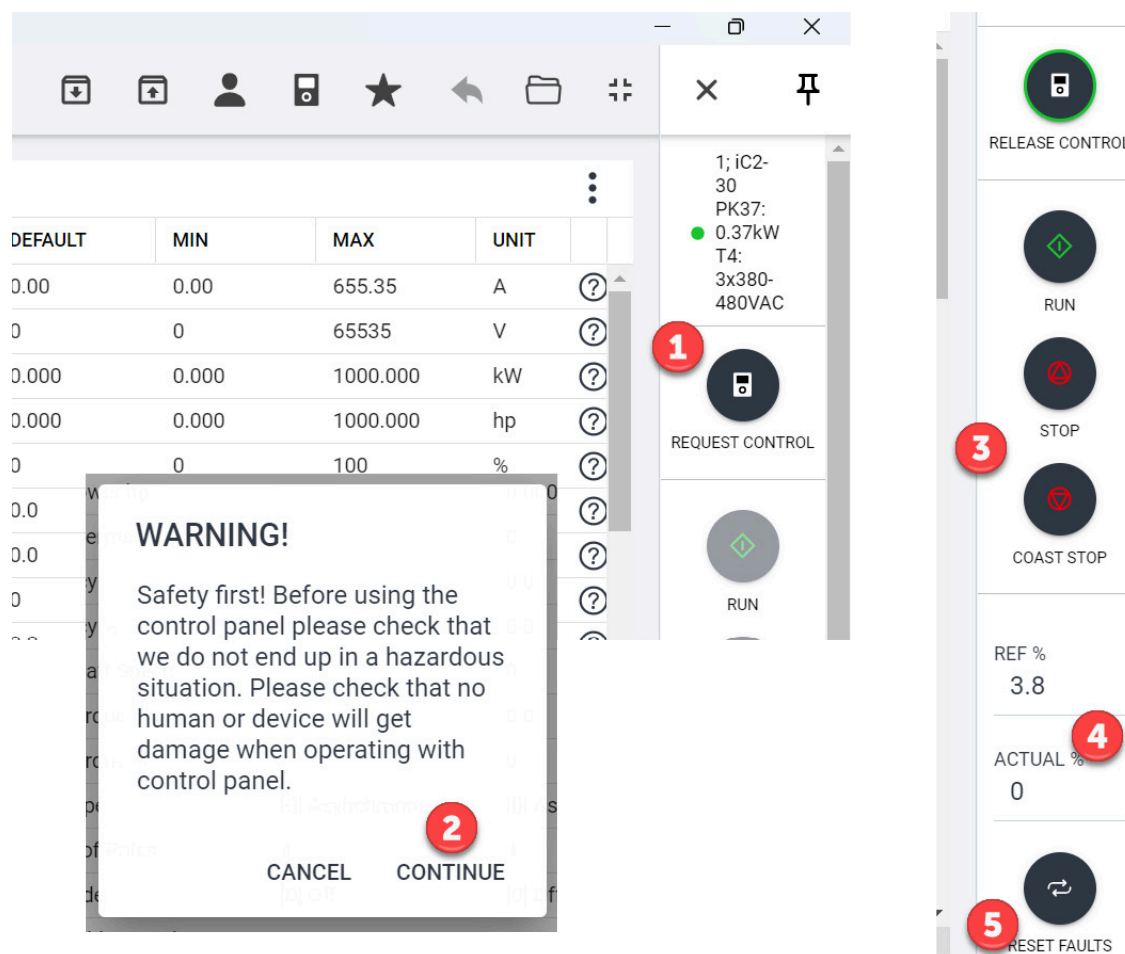 1; iC2-
30
PK37:
0.37kW
T4:
3x380-
480VAC
DEFAULT MIN MAX UNIT
0.00 0.00 655.35 A
0 0 65535 V
0.000 0.000 1000.000 kW
0.000 0.000 1000.000 hp
0 0 100 %
0.0
0.0
0
1
REQUEST CONTROL
RUN
WARNING!
Safety first! Before using the
control panel please check that
we do not end up in a hazardous
situation. Please check that no
human or device will get
damage when operating with
control panel.
2
CANCEL CONTINUE
RELEASE CONTROL
RUN
STOP
3
COAST STOP
REF %
3.8
4
ACTUAL %
0
5
RESET FAULTS